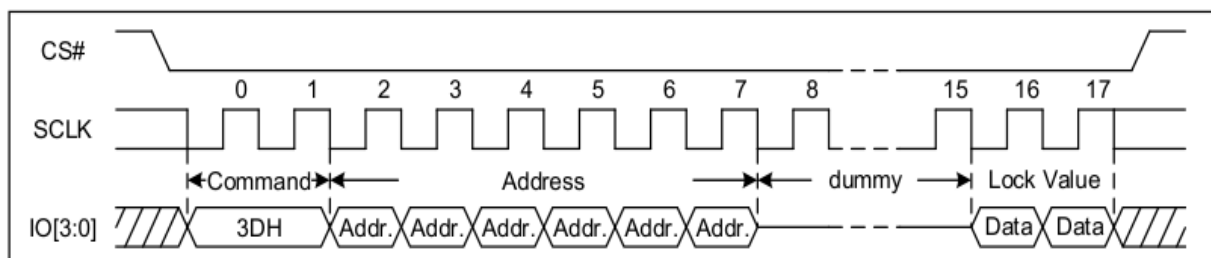 CS#
0 1 2 3 4 5 6 7 8 15 16 17
SCLK
Command Address dummy Lock Value
IO[3:0] 3DH Addr. Addr. Addr. Addr. Addr. Addr. Data Data